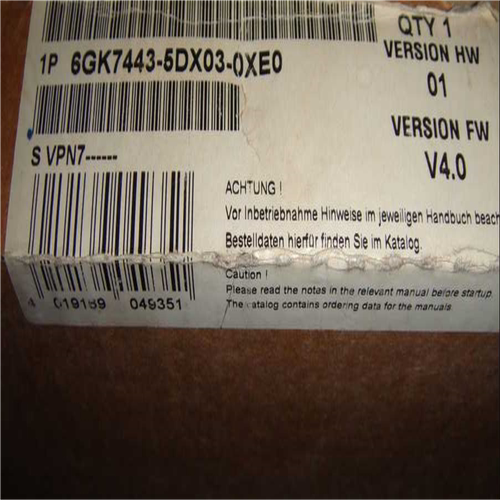 QTY 1
1P 6GK7443-5DX03-0XE0
VERSION HW
01
VERSION FW
V4.0
S VPN7------
ACHTUNG !
Vor Inbetriebnahme Hinweise im jeweiligen Handbuch beach
Bestelldaten hierfür finden Sie im Katalog.
Caution !
Please read the notes in the relevant manual before startup.
The catalog contains ordering data for the manuals.
4 019169 049351